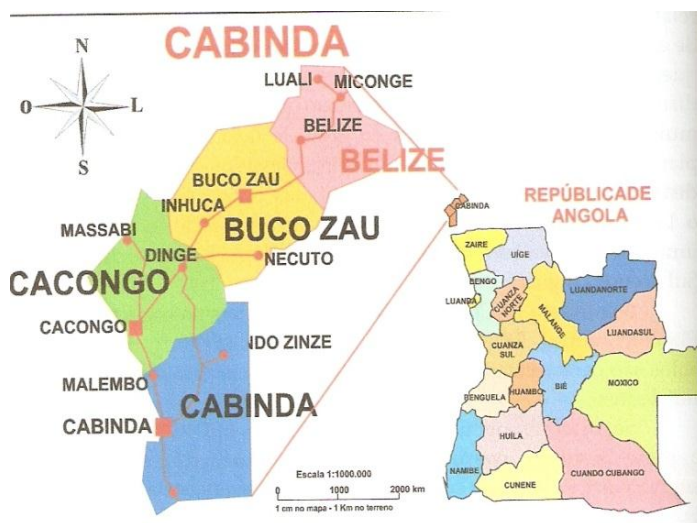 CABINDA
N
O
L
S
LUALI
MICONGE
BELIZE
BELIZE
BUCO ZAU
INHUCA
BUCO ZAU
MASSABI
DINGE
NECUTO
CACONGO
CACONGO
NDO ZINZE
MALEMBO
CABINDA
CABINDA
Escala 1:1000.000
0 1000 2000 km
1 cm no mapa - 1 Km no terreno
REPÚBLICADE
ANGOLA
CABINDA
ZAIRE
UÍGE
BENGO
LUANDA
CUANZA
NORTE
MALANGE
LUANDANORTE
LUANDASUL
CUANZA
SUL
BENGUELA
HUAMBO
BIÉ
MOXICO
HUÍLA
NAMIBE
CUNENE
CUANDO CUBANGO